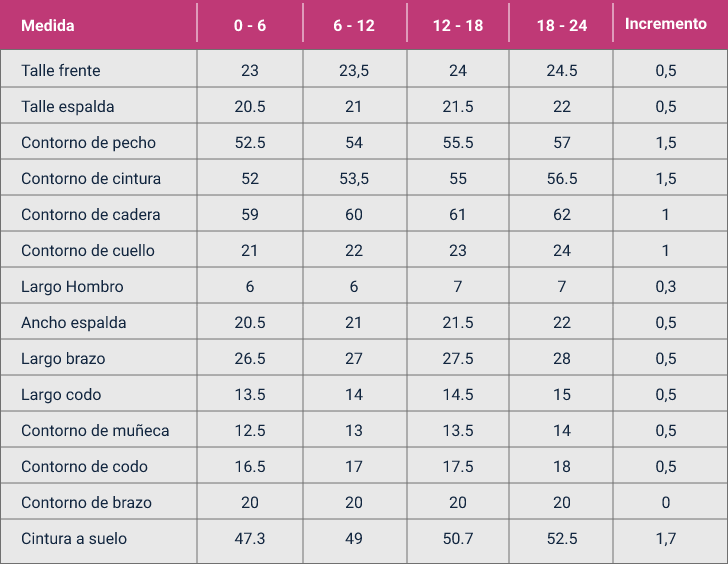 Medida 0 - 6 6 - 12 12 - 18 18 - 24 Incremento
Talle frente 23 23,5 24 24.5 0,5
Talle espalda 20.5 21 21.5 22 0,5
Contorno de pecho 52.5 54 55.5 57 1,5
Contorno de cintura 52 53,5 55 56.5 1,5
Contorno de cadera 59 60 61 62 1
Contorno de cuello 21 22 23 24 1
Largo Hombro 6 6 7 7 0,3
Ancho espalda 20.5 21 21.5 22 0,5
Largo brazo 26.5 27 27.5 28 0,5
Largo codo 13.5 14 14.5 15 0,5
Contorno de muñeca 12.5 13 13.5 14 0,5
Contorno de codo 16.5 17 17.5 18 0,5
Contorno de brazo 20 20 20 20 0
Cintura a suelo 47.3 49 50.7 52.5 1,7